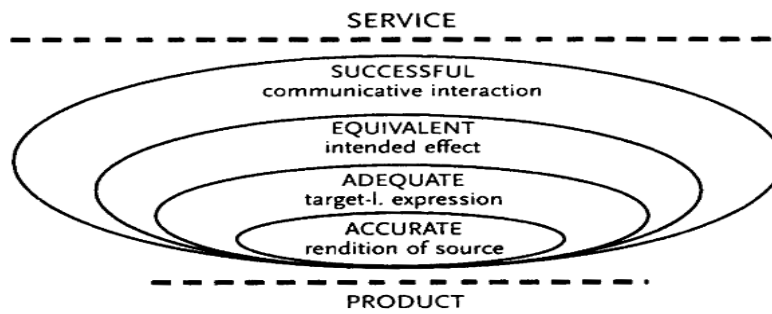 SERVICE
SUCCESSFUL
communicative interaction
EQUIVALENT
intended effect
ADEQUATE
target-l. expression
ACCURATE
rendition of source
PRODUCT